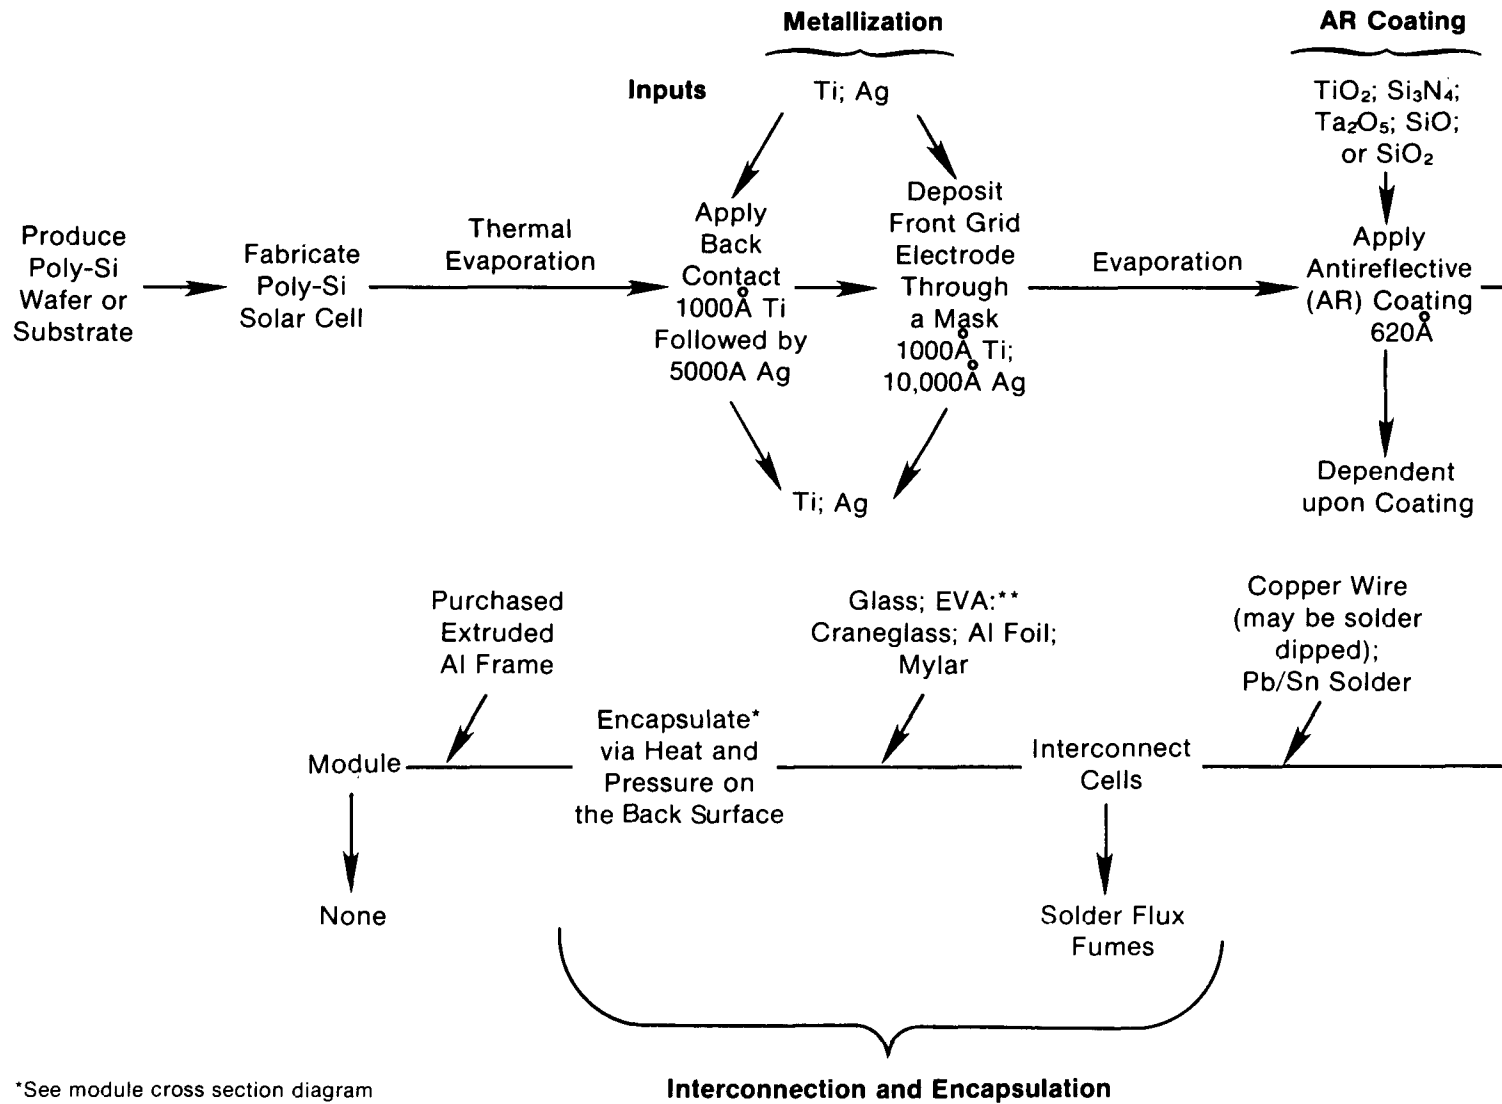 Metallization
AR Coating
Inputs
Ti; Ag
TiO₂; Si₃N₄;
Ta₂O₅; SiO;
or SiO₂
Produce
Poly-Si
Wafer or
Substrate
Fabricate
Poly-Si
Solar Cell
Thermal
Evaporation
Apply
Back
Contact
1000Å Ti
Followed by
5000A Ag
Deposit
Front Grid
Electrode
Through
a Mask
1000Å Ti;
10,000Å Ag
Evaporation
Apply
Antireflective
(AR) Coating
620Å
Ti; Ag
Dependent
upon Coating
Purchased
Extruded
Al Frame
Glass; EVA:**
Craneglass; Al Foil;
Mylar
Copper Wire
(may be solder
dipped);
Pb/Sn Solder
Module
Encapsulate*
via Heat and
Pressure on
the Back Surface
Interconnect
Cells
None
Solder Flux
Fumes
*See module cross section diagram
Interconnection and Encapsulation